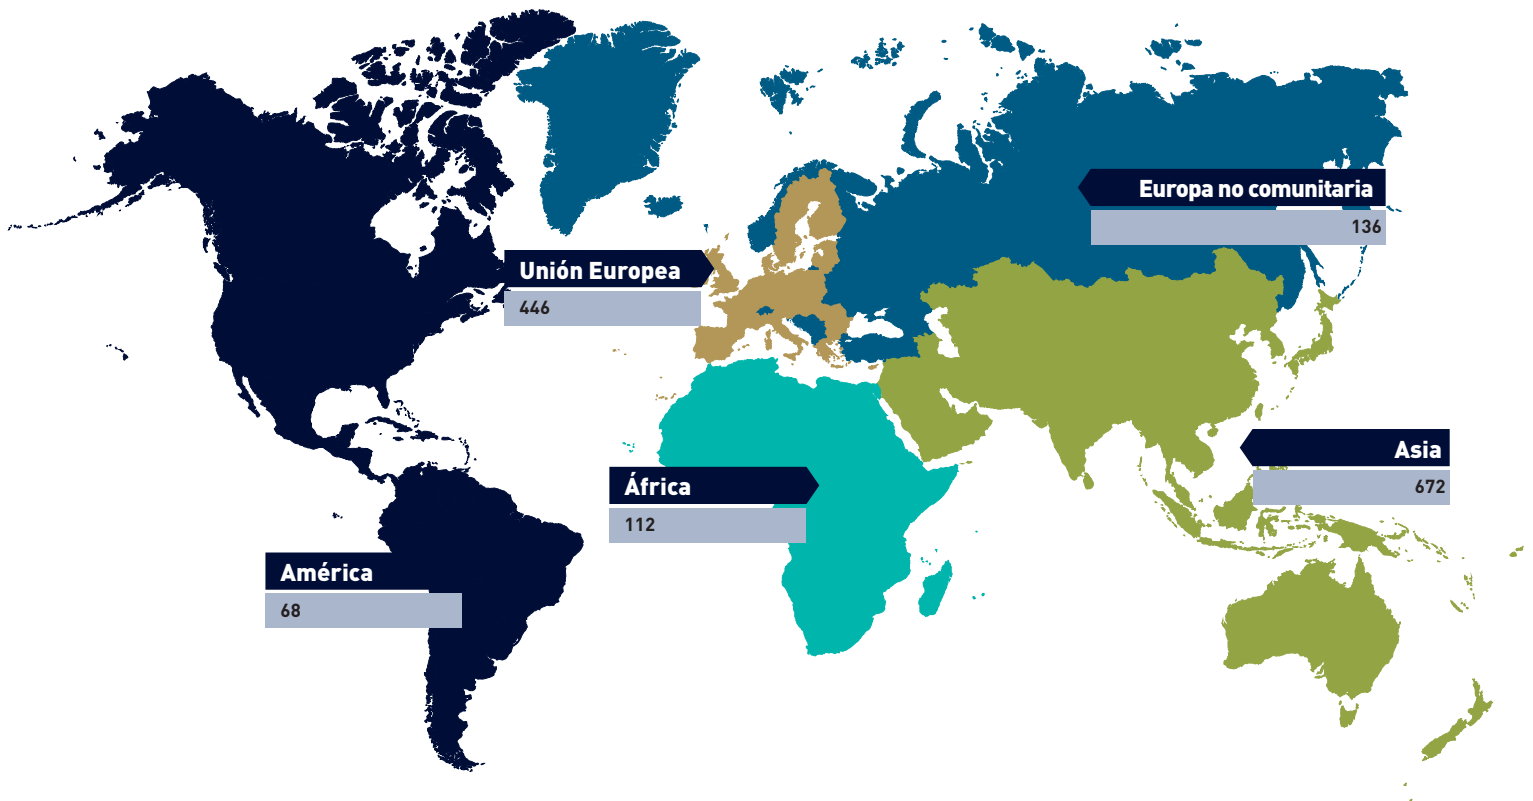 Europa no comunitaria
136
Unión Europea
446
Asia
672
África
112
América
68